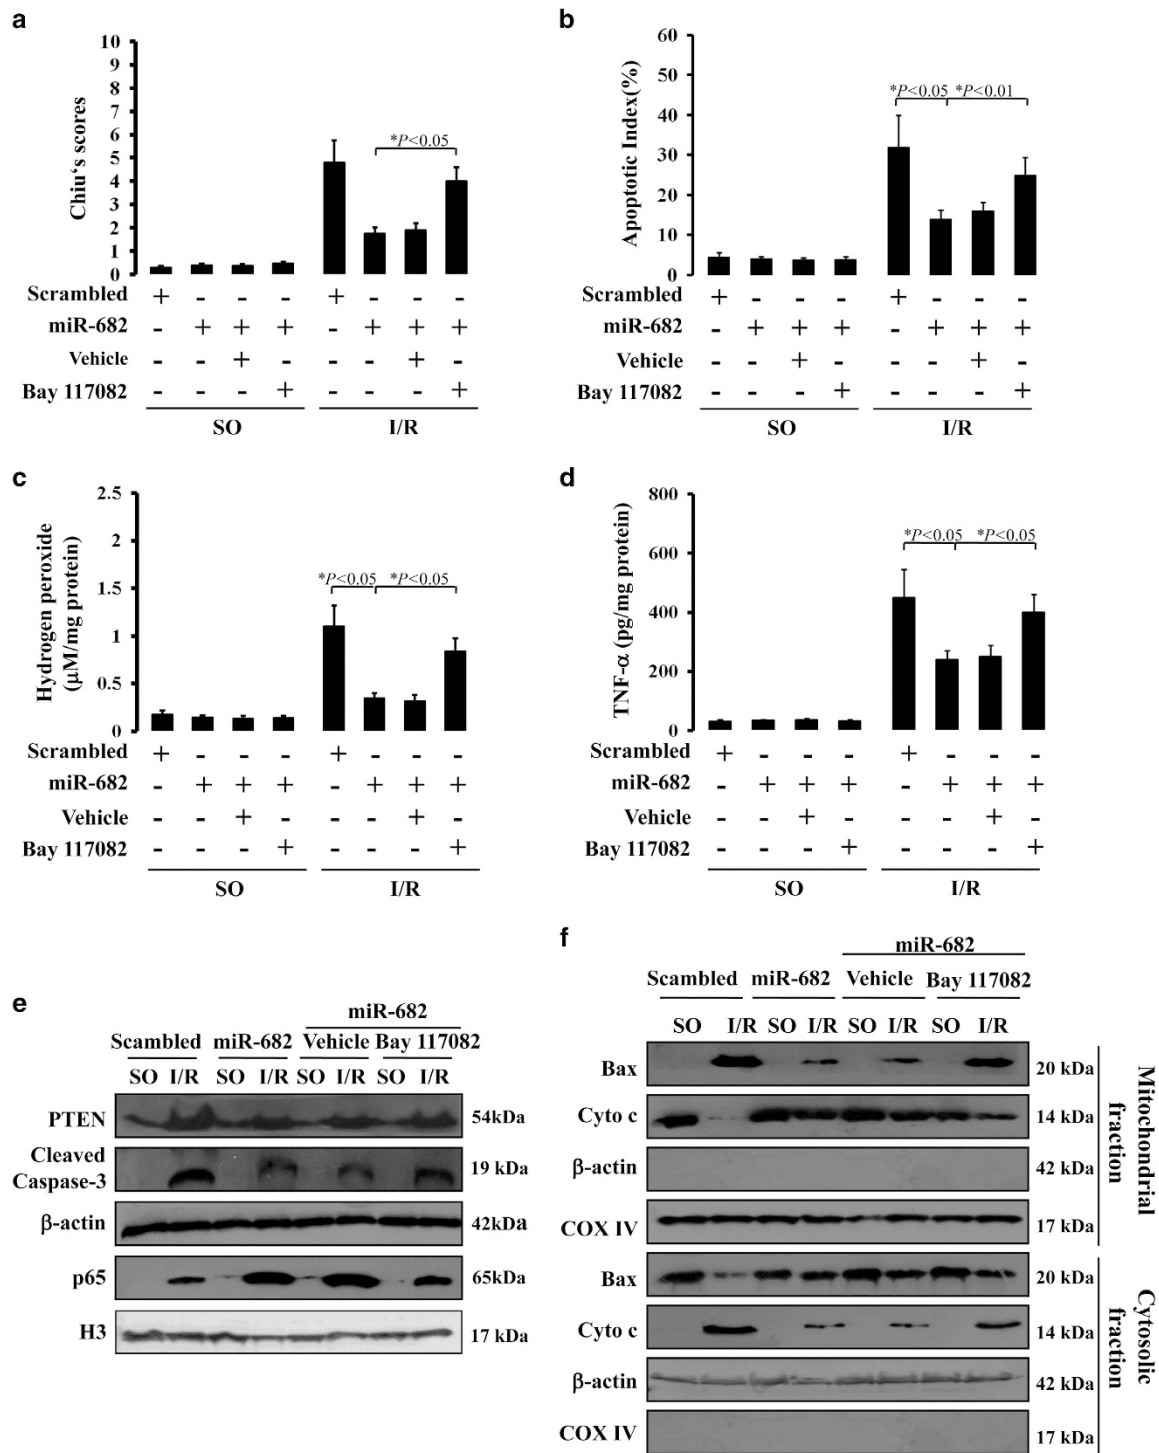 a
10
9
8
7
6
5
4
3
2
1
0
Chiu‘s scores
*P<0.05
Scrambled + - - - + - - -
miR-682 - + + + - + + +
Vehicle - - + - - - + -
Bay 117082 - - - + - - - +
SO I/R
b
60
50
40
30
20
10
0
Apoptotic Index(%)
*P<0.05 *P<0.01
Scrambled + - - - + - - -
miR-682 - + + + - + + +
Vehicle - - + - - - + -
Bay 117082 - - - + - - - +
SO I/R
c
2.5
2
1.5
1
0.5
0
Hydrogen peroxide
(µM/mg protein)
*P<0.05 *P<0.05
Scrambled + - - - + - - -
miR-682 - + + + - + + +
Vehicle - - + - - - + -
Bay 117082 - - - + - - - +
SO I/R
d
800
600
400
200
0
TNF-α (pg/mg protein)
*P<0.05 *P<0.05
Scrambled + - - - + - - -
miR-682 - + + + - + + +
Vehicle - - + - - - + -
Bay 117082 - - - + - - - +
SO I/R
e
miR-682
Scambled miR-682 Vehicle Bay 117082
SO I/R SO I/R SO I/R SO I/R
PTEN 54kDa
Cleaved
Caspase-3 19 kDa
β-actin 42kDa
p65 65kDa
H3 17 kDa
f
miR-682
Scambled miR-682 Vehicle Bay 117082
SO I/R SO I/R SO I/R SO I/R
Bax 20 kDa
Cyto c 14 kDa
β-actin 42 kDa
COX IV 17 kDa
Mitochondrial
fraction
Bax 20 kDa
Cyto c 14 kDa
β-actin 42 kDa
COX IV 17 kDa
Cytosolic
fraction